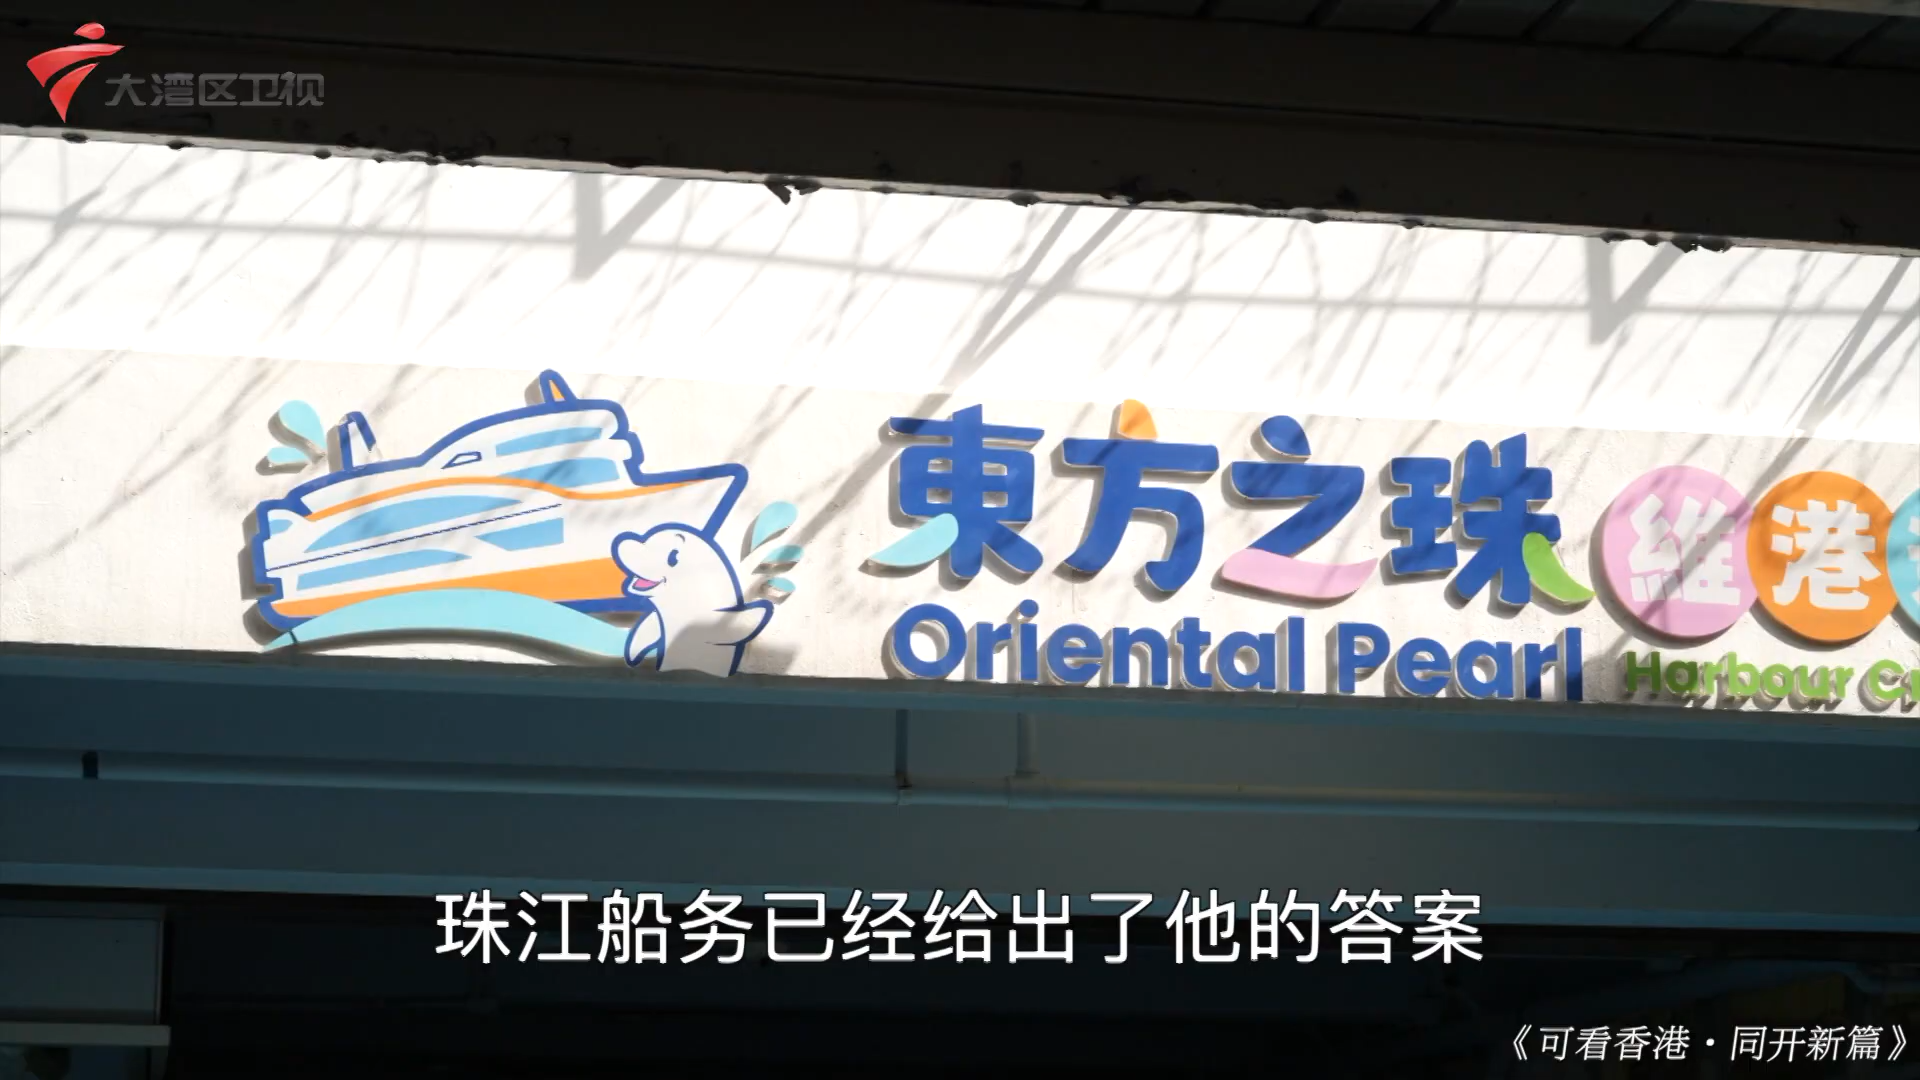 大湾区卫视
東方之珠
維港
Oriental Pearl
Harbour
珠江船务已经给出了他的答案
《可看香港·同开新篇》